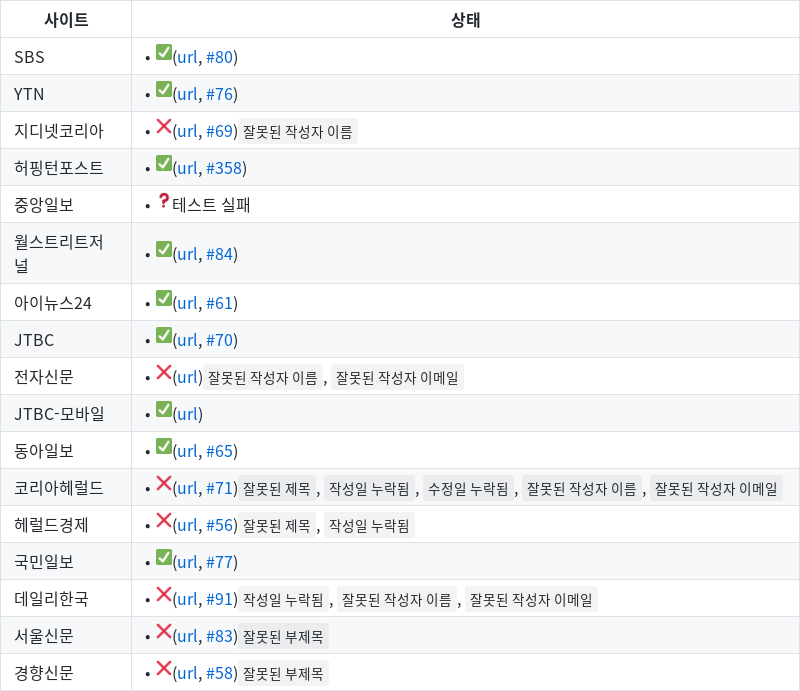 사이트 상태
SBS • ✅(url, #80)
YTN • ✅(url, #76)
지디넷코리아 • ❌(url, #69) 잘못된 작성자 이름
허핑턴포스트 • ✅(url, #358)
중앙일보 • ❓테스트 실패
월스트리트저
널 • ✅(url, #84)
아이뉴스24 • ✅(url, #61)
JTBC • ✅(url, #70)
전자신문 • ❌(url) 잘못된 작성자 이름 , 잘못된 작성자 이메일
JTBC-모바일 • ✅(url)
동아일보 • ✅(url, #65)
코리아헤럴드 • ❌(url, #71) 잘못된 제목 , 작성일 누락됨 , 수정일 누락됨 , 잘못된 작성자 이름 , 잘못된 작성자 이메일
헤럴드경제 • ❌(url, #56) 잘못된 제목 , 작성일 누락됨
국민일보 • ✅(url, #77)
데일리한국 • ❌(url, #91) 작성일 누락됨 , 잘못된 작성자 이름 , 잘못된 작성자 이메일
서울신문 • ❌(url, #83) 잘못된 부제목
경향신문 • ❌(url, #58) 잘못된 부제목